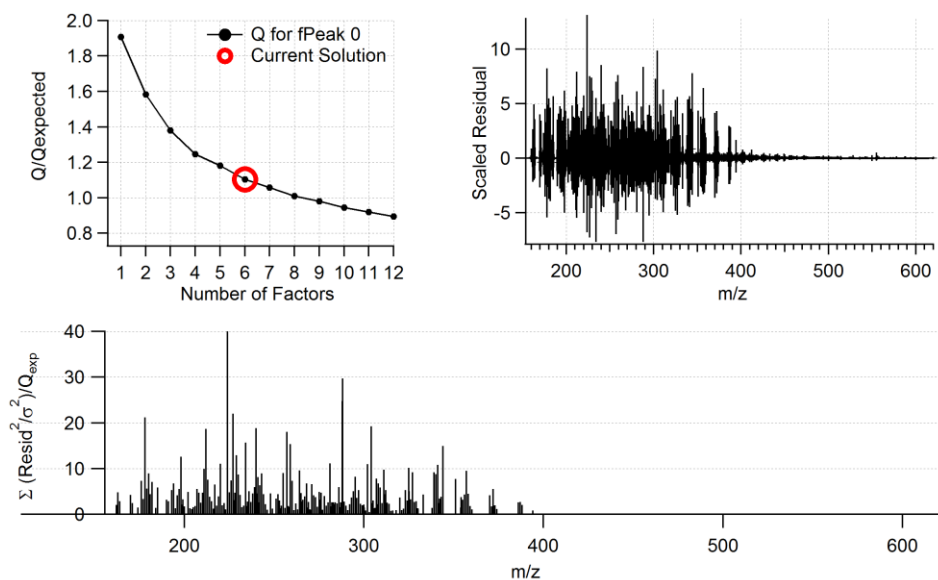 2.0
1.8
1.6
1.4
1.2
1.0
0.8
Q/Qexpected
Q for fPeak 0
Current Solution
1 2 3 4 5 6 7 8 9 10 11 12
Number of Factors
10
5
0
-5
Scaled Residual
200 300 400 500 600
m/z
40
30
20
10
0
Σ (Resid²/σ²)/Qexp
200 300 400 500 600
m/z